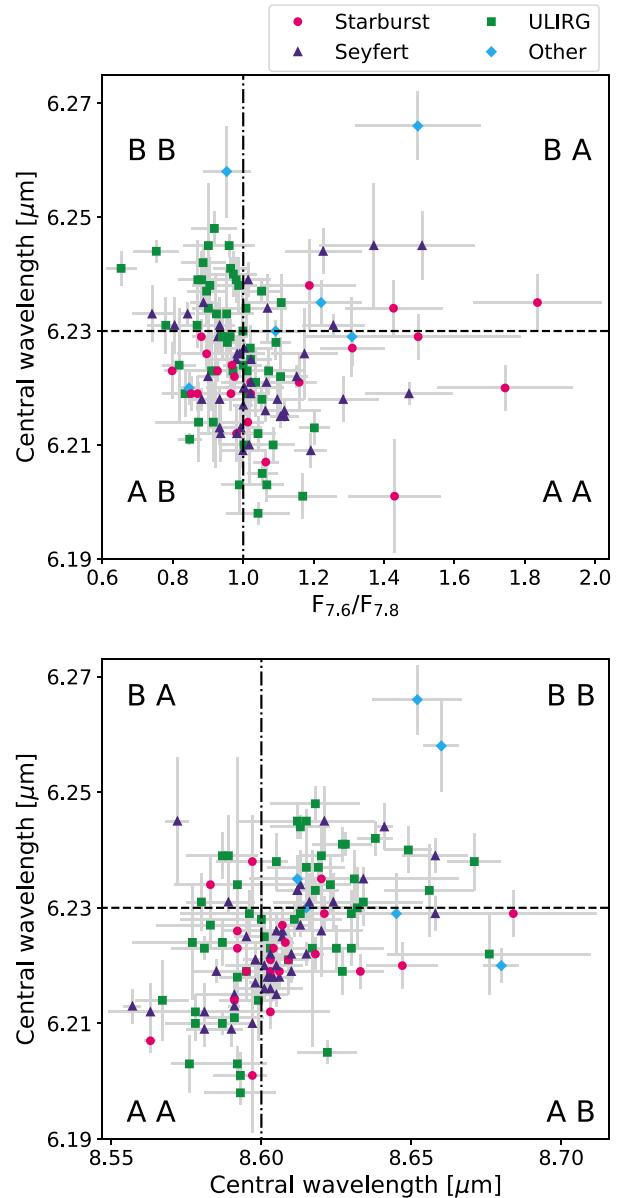 Starburst ULIRG
Seyfert Other
6.27
6.25
6.23
6.21
6.19
Central wavelength [μm]
B B
B A
A B
A A
0.6 0.8 1.0 1.2 1.4 1.6 1.8 2.0
F7.6/F7.8
6.27
6.25
6.23
6.21
6.19
Central wavelength [μm]
B A
B B
A A
A B
8.55 8.60 8.65 8.70
Central wavelength [μm]